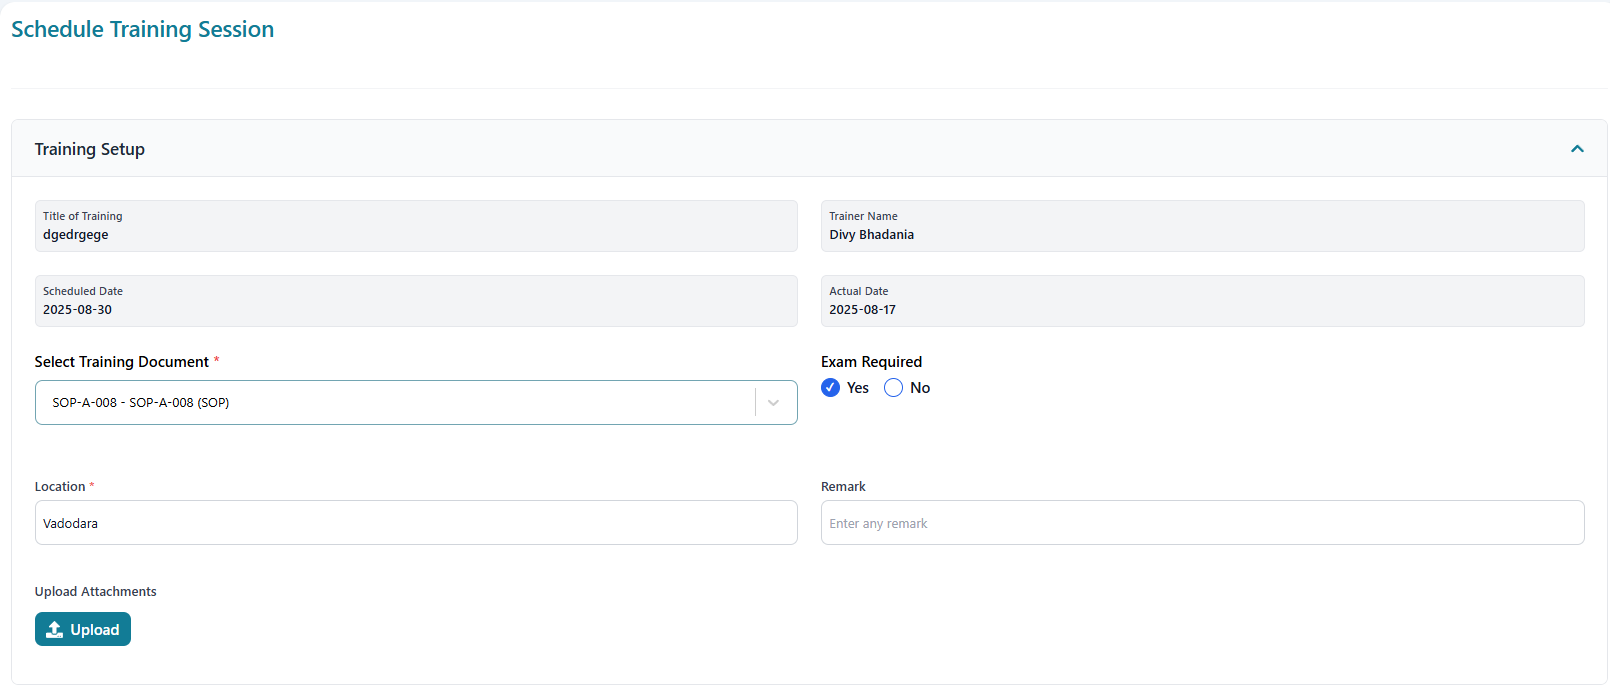 Schedule Training Session
Training Setup
Title of Training
dgedrgege
Trainer Name
Divy Bhadania
Scheduled Date
2025-08-30
Actual Date
2025-08-17
Select Training Document *
SOP-A-008 - SOP-A-008 (SOP)
Exam Required
Yes No
Location *
Vadodara
Remark
Enter any remark
Upload Attachments
Upload